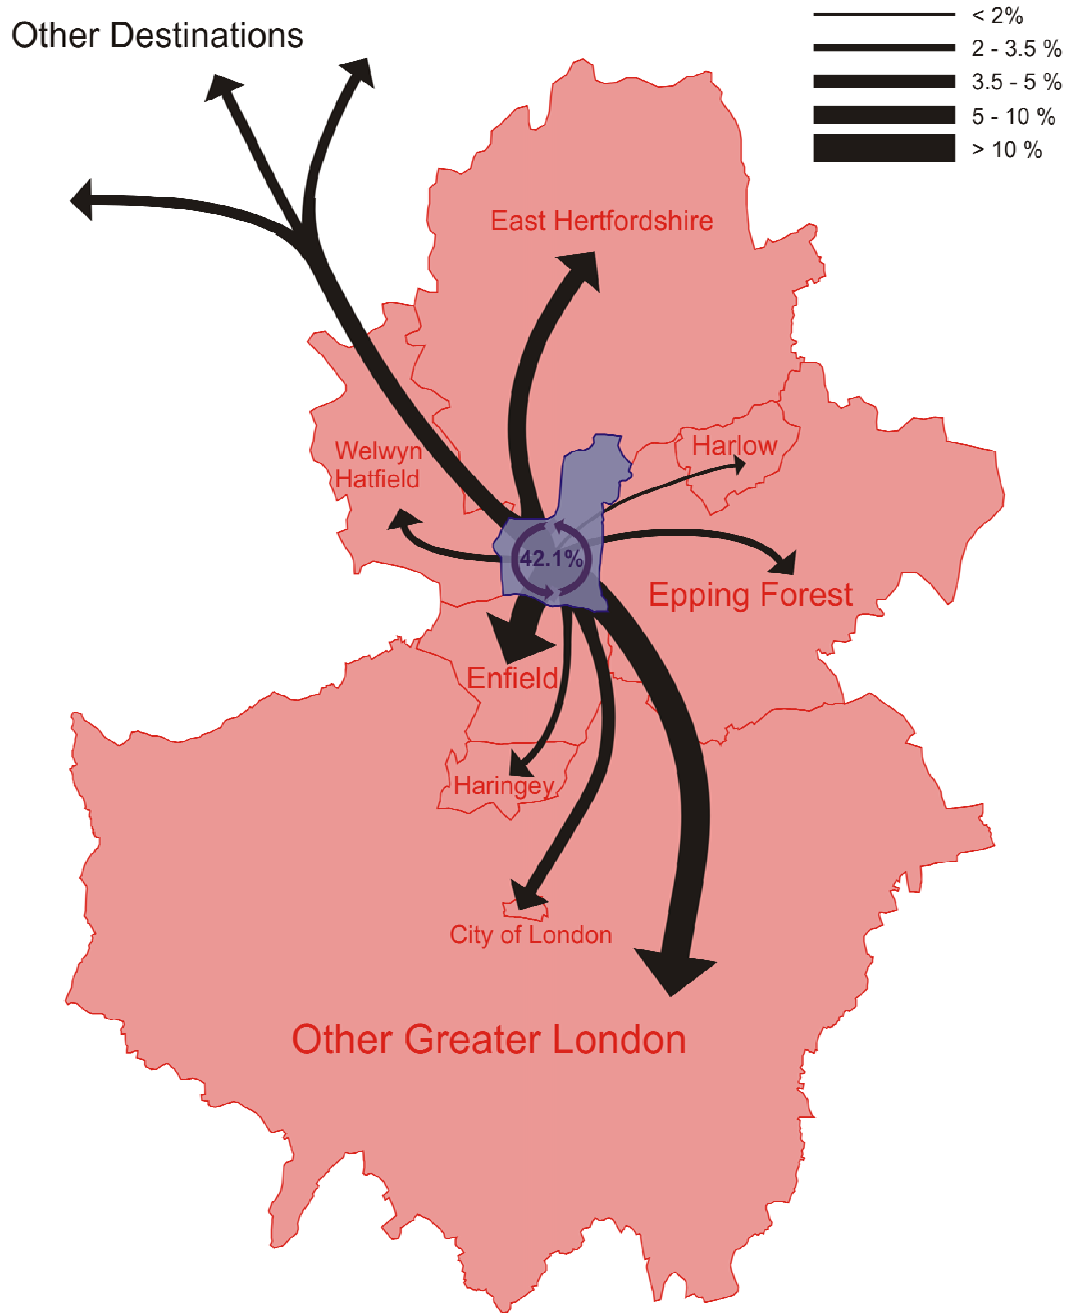 Other Destinations
< 2%
2 - 3.5 %
3.5 - 5 %
5 - 10 %
> 10 %
East Hertfordshire
Welwyn
Hatfield
Harlow
42.1%
Epping Forest
Enfield
Haringey
City of London
Other Greater London